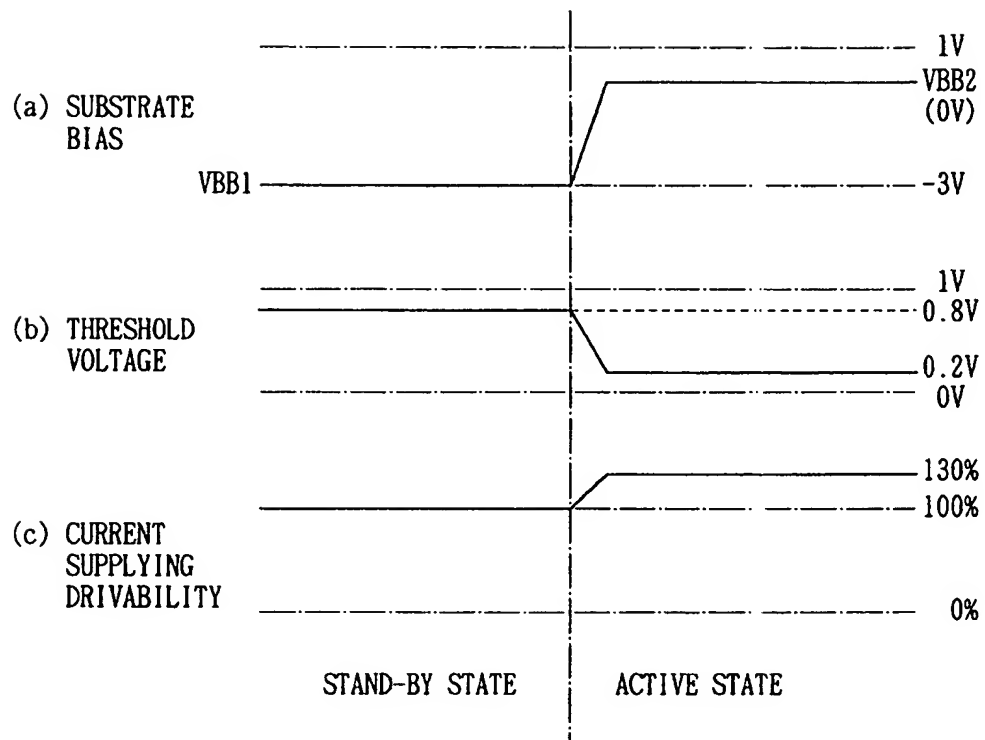 1V
(a) SUBSTRATE
BIAS
VBB2
(0V)
VBB1
-3V
1V
(b) THRESHOLD
VOLTAGE
0.8V
0.2V
0V
130%
100%
(c) CURRENT
SUPPLYING
DRIVABILITY
0%
STAND-BY STATE
ACTIVE STATE